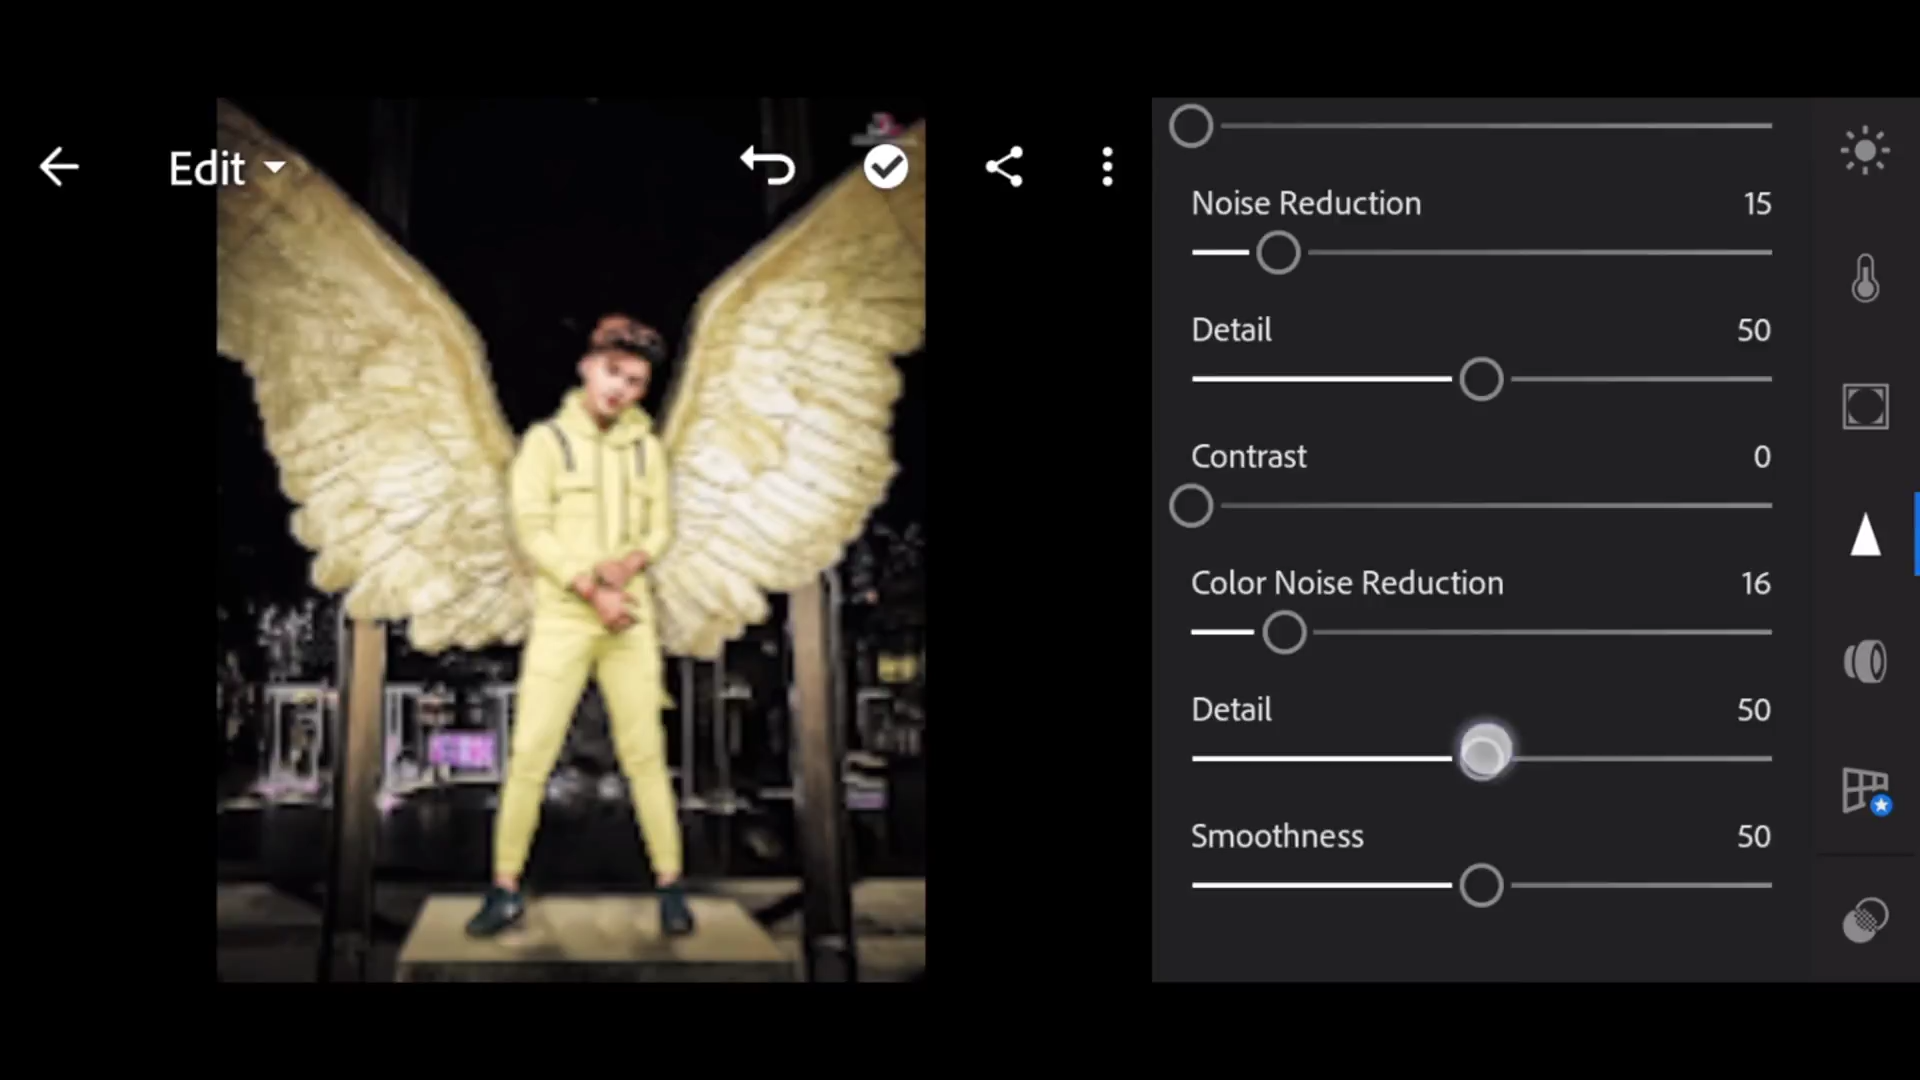 Edit
Noise Reduction 15
Detail 50
Contrast 0
Color Noise Reduction 16
Detail 50
Smoothness 50